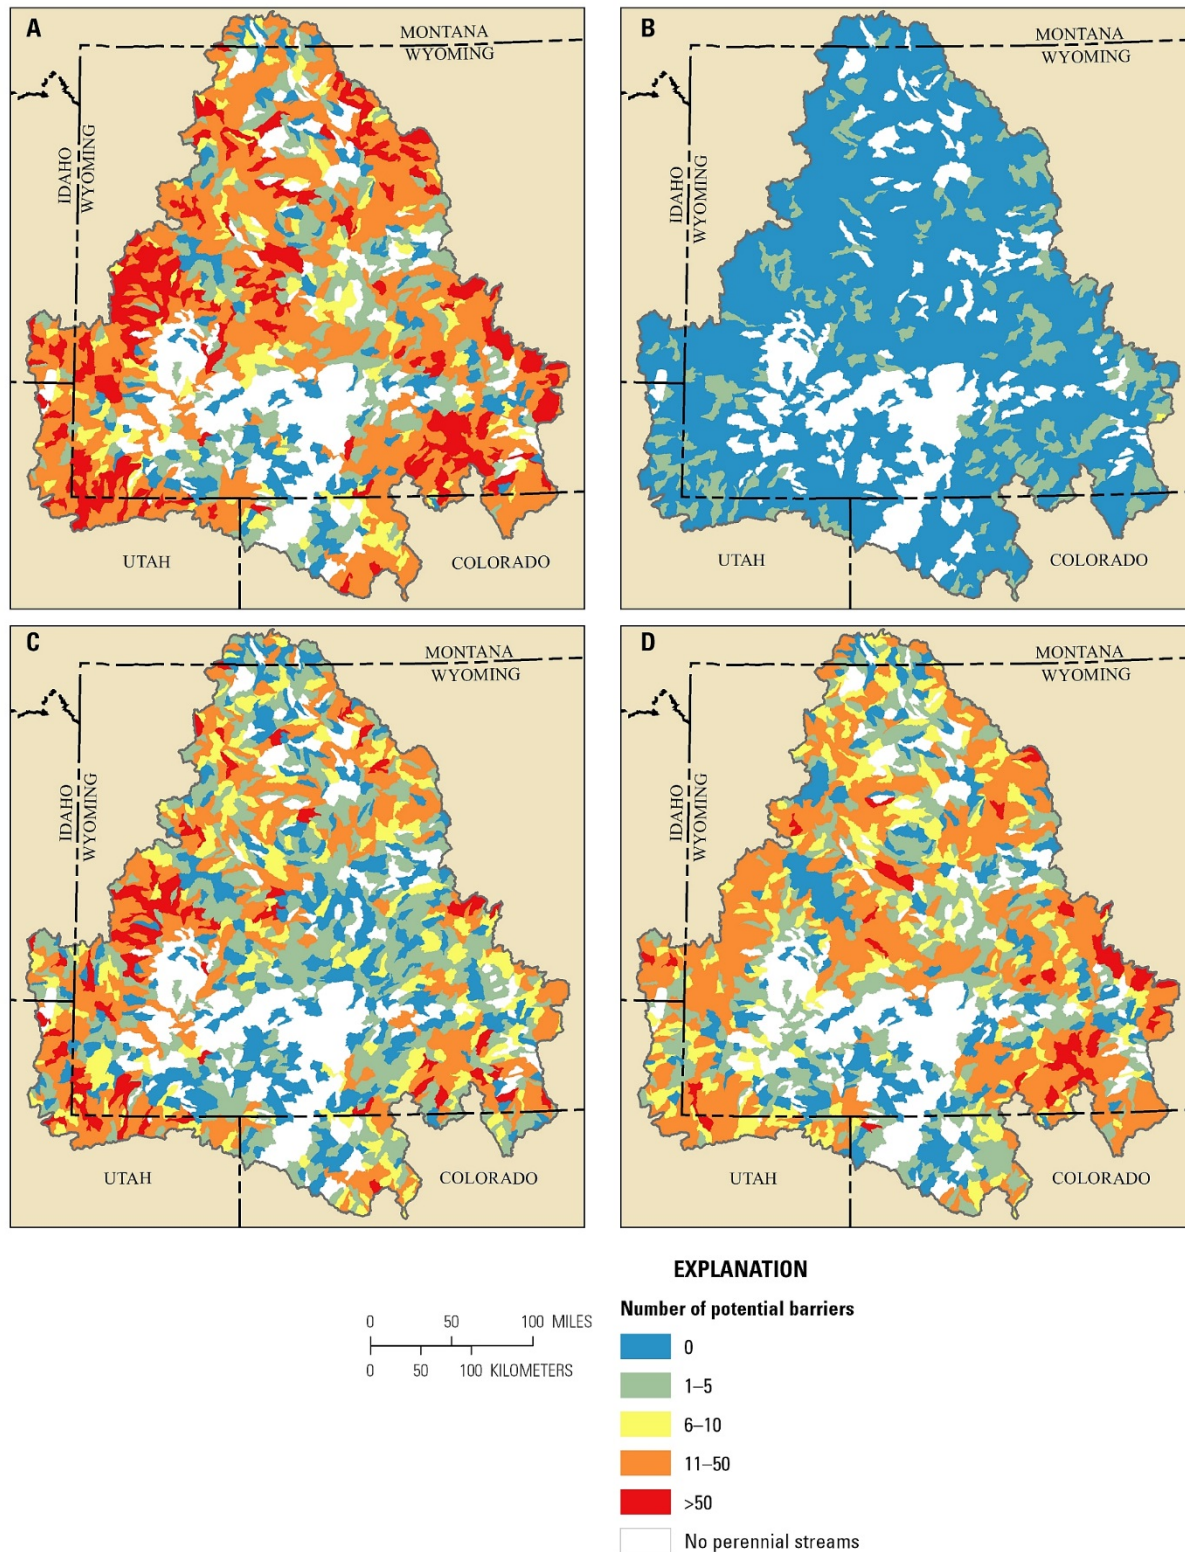 A
MONTANA
WYOMING
IDAHO
WYOMING
UTAH
COLORADO
B
MONTANA
WYOMING
IDAHO
WYOMING
UTAH
COLORADO
C
MONTANA
WYOMING
IDAHO
WYOMING
UTAH
COLORADO
D
MONTANA
WYOMING
IDAHO
WYOMING
UTAH
COLORADO
0 50 100 MILES
0 50 100 KILOMETERS
EXPLANATION
Number of potential barriers
0
1–5
6–10
11–50
>50
No perennial streams